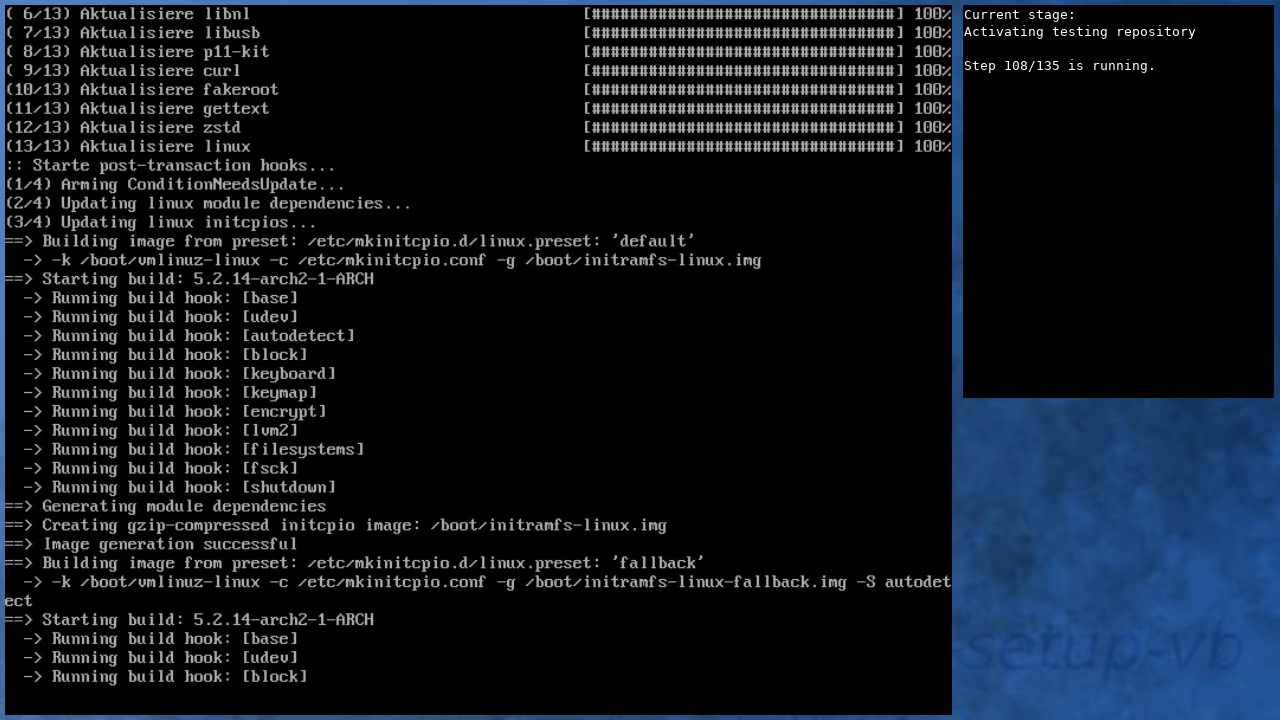 ( 6/13) Aktualisiere libnl [################################] 100%
( 7/13) Aktualisiere libusb [################################] 100%
( 8/13) Aktualisiere p11-kit [################################] 100%
( 9/13) Aktualisiere curl [################################] 100%
(10/13) Aktualisiere fakeroot [################################] 100%
(11/13) Aktualisiere gettext [################################] 100%
(12/13) Aktualisiere zstd [################################] 100%
(13/13) Aktualisiere linux [################################] 100%
:: Starte post-transaction hooks...
(1/4) Arming ConditionNeedsUpdate...
(2/4) Updating linux module dependencies...
(3/4) Updating linux initcpios...
==> Building image from preset: /etc/mkinitcpio.d/linux.preset: 'default'
  -> -k /boot/vmlinuz-linux -c /etc/mkinitcpio.conf -g /boot/initramfs-linux.img
==> Starting build: 5.2.14-arch2-1-ARCH
  -> Running build hook: [base]
  -> Running build hook: [udev]
  -> Running build hook: [autodetect]
  -> Running build hook: [block]
  -> Running build hook: [keyboard]
  -> Running build hook: [keymap]
  -> Running build hook: [encrypt]
  -> Running build hook: [lvm2]
  -> Running build hook: [filesystems]
  -> Running build hook: [fsck]
  -> Running build hook: [shutdown]
==> Generating module dependencies
==> Creating gzip-compressed initcpio image: /boot/initramfs-linux.img
==> Image generation successful
==> Building image from preset: /etc/mkinitcpio.d/linux.preset: 'fallback'
  -> -k /boot/vmlinuz-linux -c /etc/mkinitcpio.conf -g /boot/initramfs-linux-fallback.img -S autodet
ect
==> Starting build: 5.2.14-arch2-1-ARCH
  -> Running build hook: [base]
  -> Running build hook: [udev]
  -> Running build hook: [block]
Current stage:
Activating testing repository
Step 108/135 is running.
-setup-vb